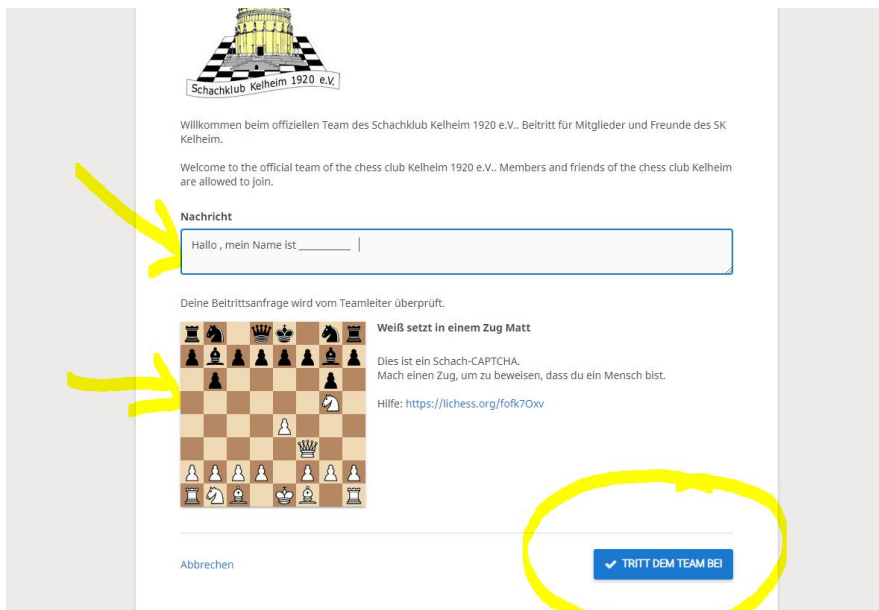 Schachklub Kelheim 1920 e.V.
Willkommen beim offiziellen Team des Schachklub Kelheim 1920 e.V.. Beitritt für Mitglieder und Freunde des SK
Kelheim.
Welcome to the official team of the chess club Kelheim 1920 e.V.. Members and friends of the chess club Kelheim
are allowed to join.
Nachricht
Hallo , mein Name ist __________
Deine Beitrittsanfrage wird vom Teamleiter überprüft.
Weiß setzt in einem Zug Matt
Dies ist ein Schach-CAPTCHA.
Mach einen Zug, um zu beweisen, dass du ein Mensch bist.
Hilfe: https://lichess.org/fofk7Oxv
Abbrechen
TRITT DEM TEAM BEI